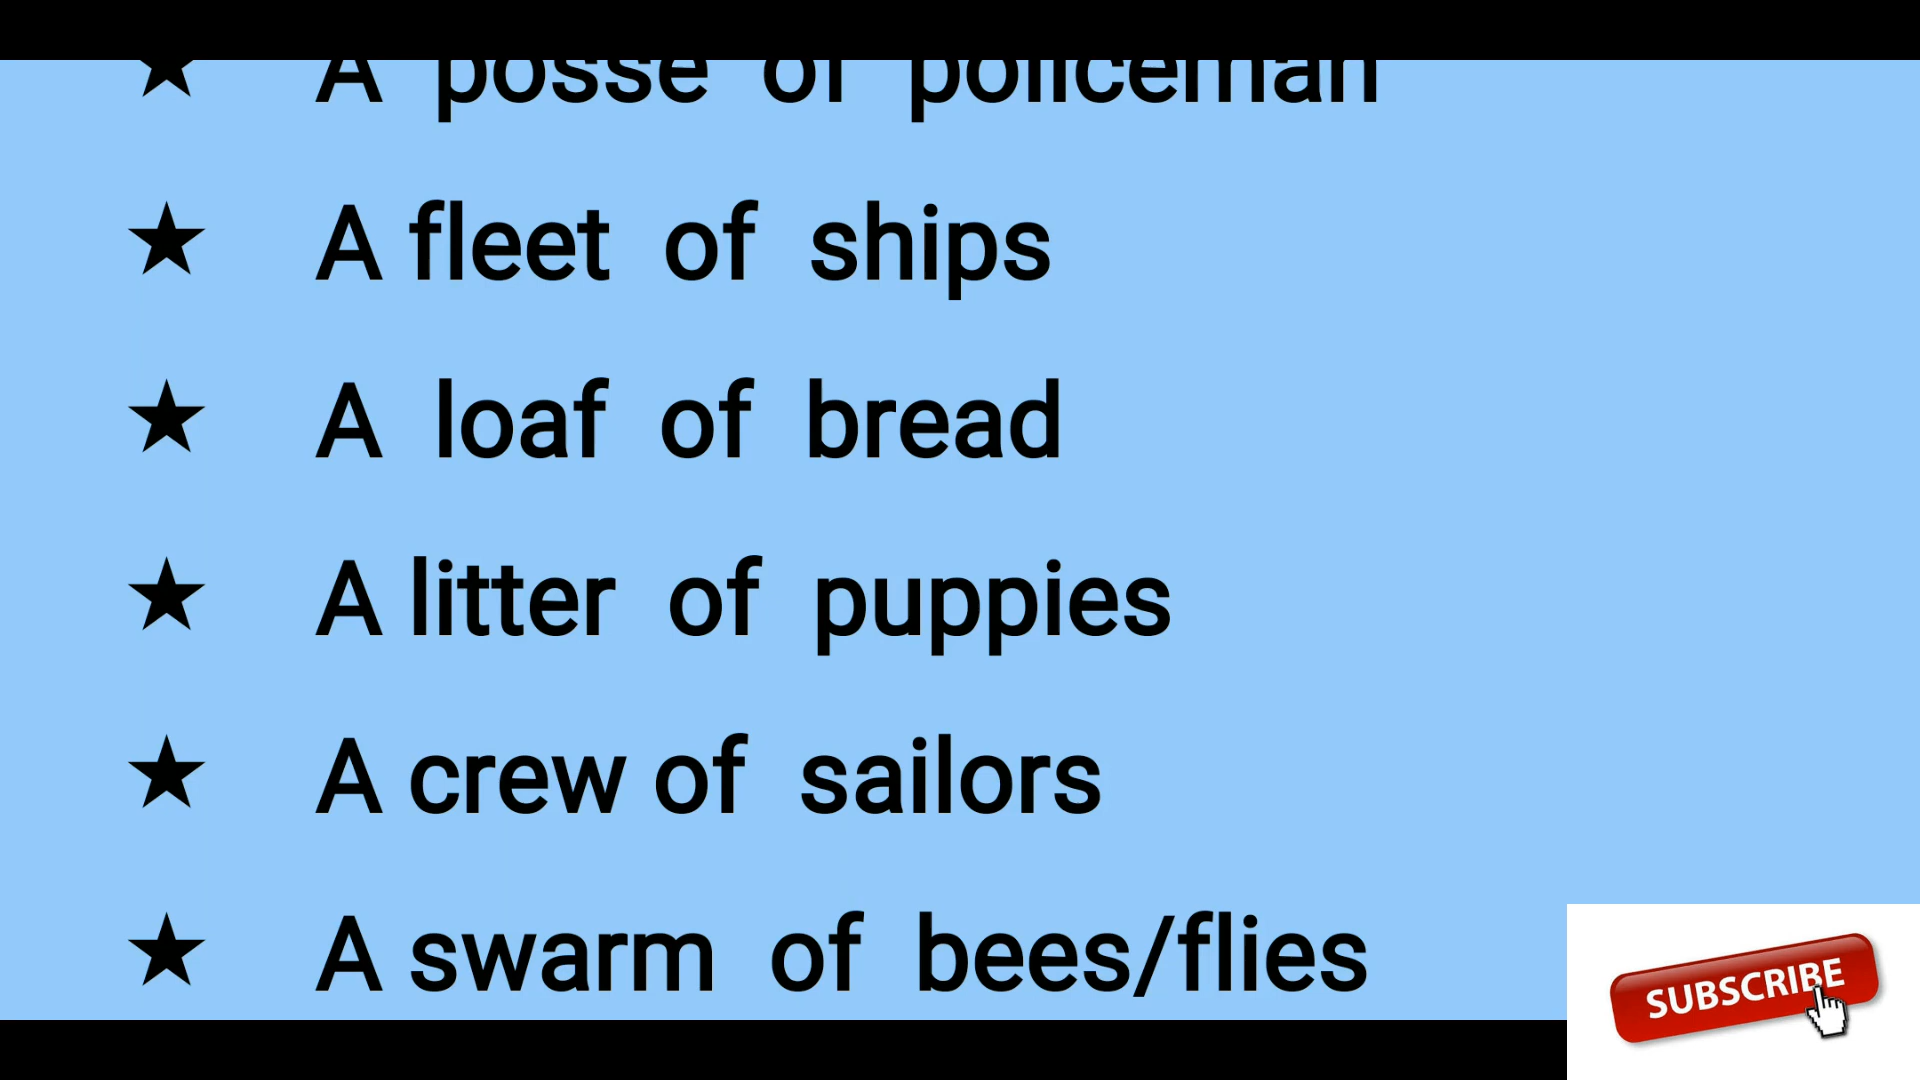 ★ A posse of policeman
★ A fleet of ships
★ A loaf of bread
★ A litter of puppies
★ A crew of sailors
★ A swarm of bees/flies
SUBSCRIBE